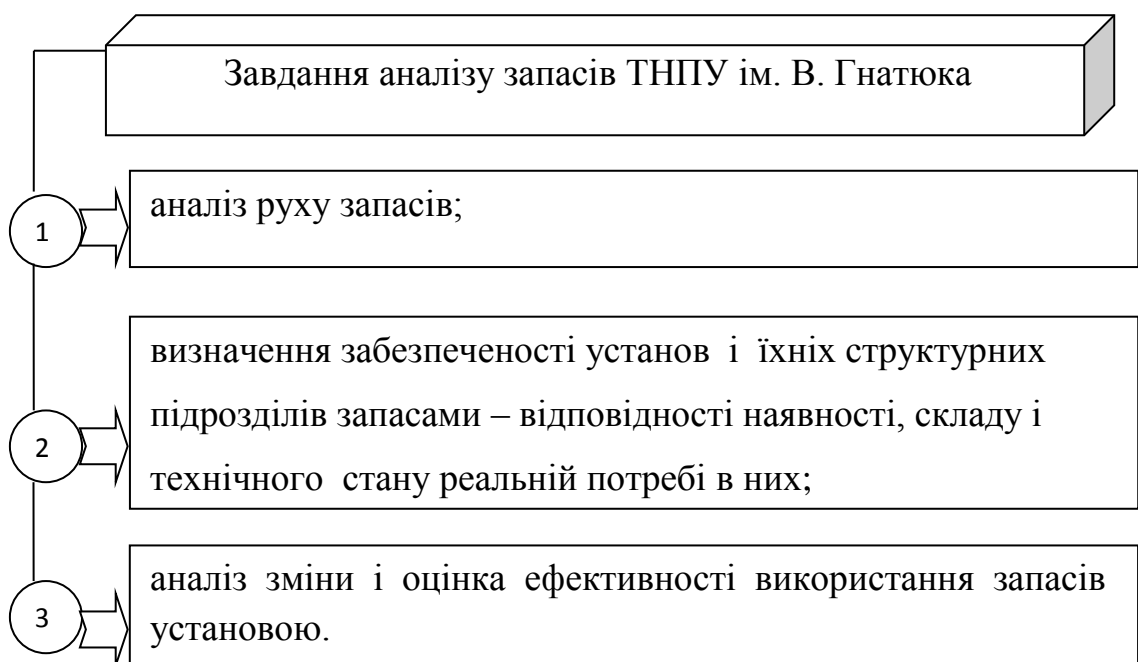 Завдання аналізу запасів ТНПУ ім. В. Гнатюка
1
аналіз руху запасів;
2
визначення забезпеченості установ і їхніх структурних
підрозділів запасами – відповідності наявності, складу і
технічного стану реальній потребі в них;
3
аналіз зміни і оцінка ефективності використання запасів
установою.